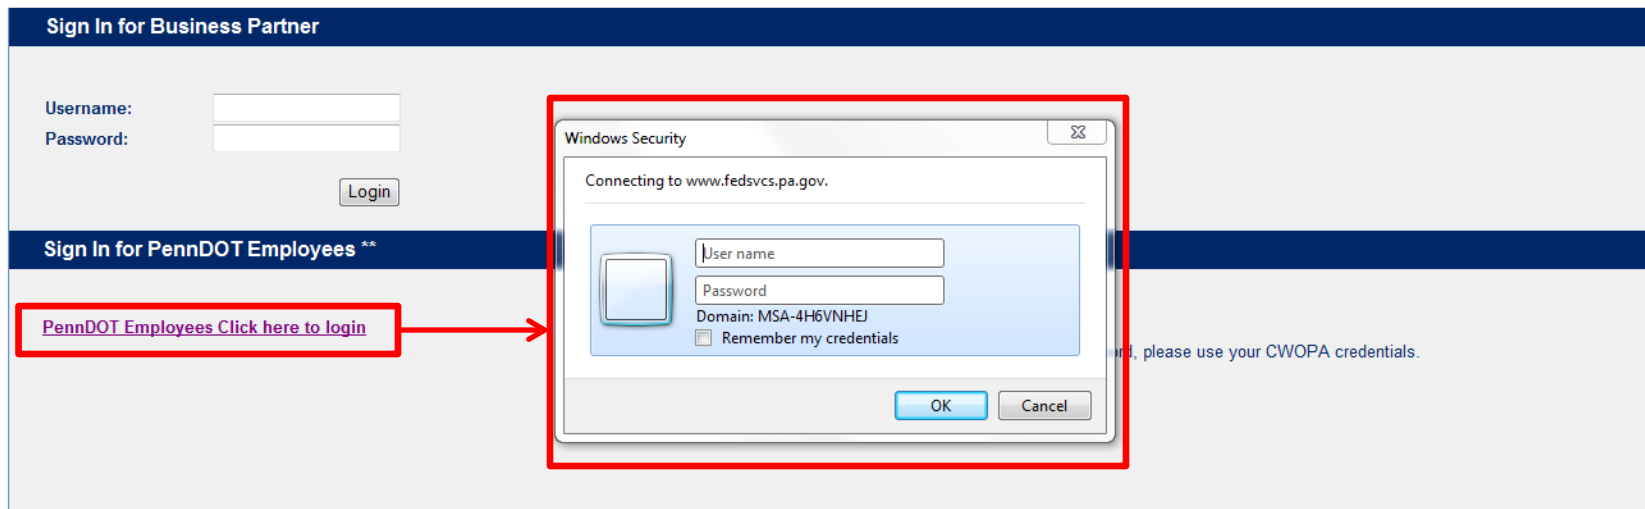 Sign In for Business Partner
Username:
Password:
Login
Sign In for PennDOT Employees **
PennDOT Employees Click here to login
Windows Security
Connecting to www.fedsvcs.pa.gov.
User name
Password
Domain: MSA-4H6VNHEJ
Remember my credentials
OK Cancel
please use your CWOPA credentials.